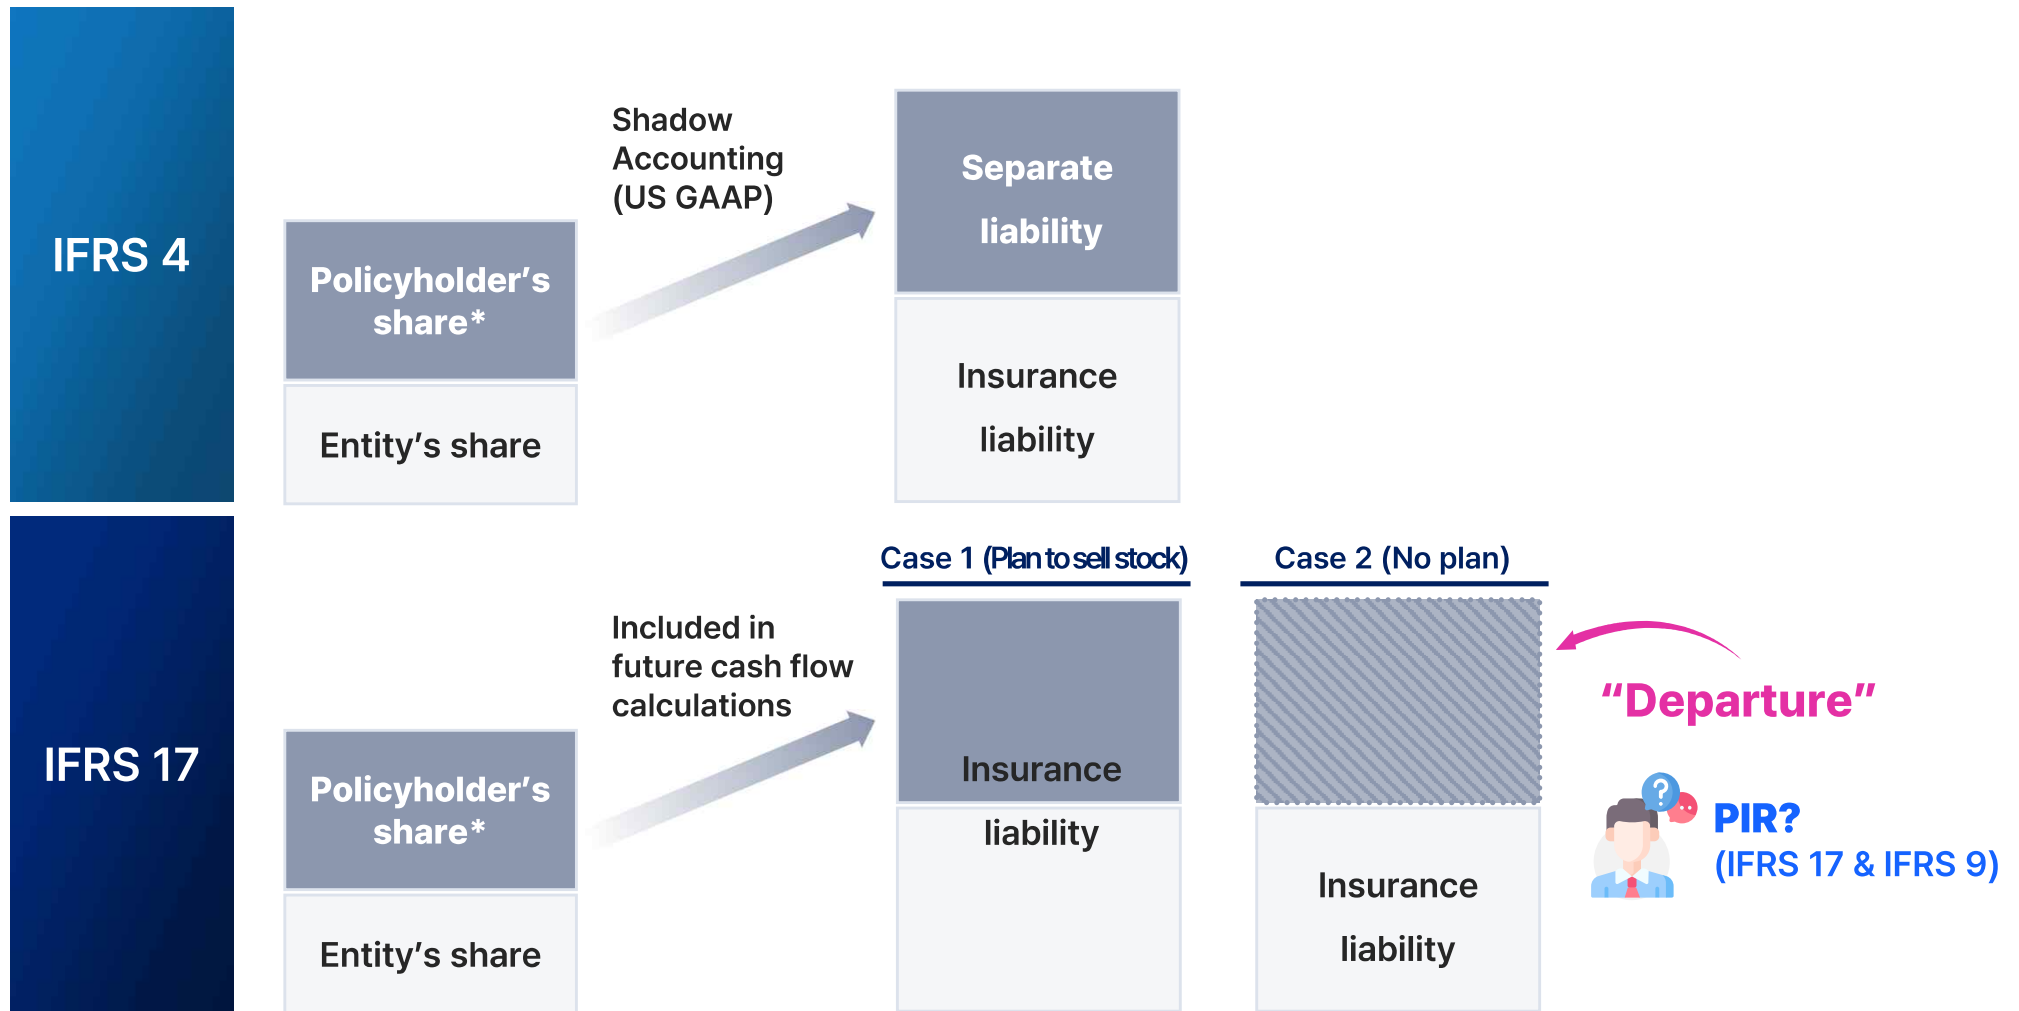 IFRS 4
Shadow
Accounting
(US GAAP)
Policyholder’s
share*
Entity’s share
Separate
liability
Insurance
liability
IFRS 17
Included in
future cash flow
calculations
Policyholder’s
share*
Entity’s share
Case 1 (Plan to sell stock)
Insurance
liability
Case 2 (No plan)
Insurance
liability
“Departure”
?
PIR?
(IFRS 17 & IFRS 9)